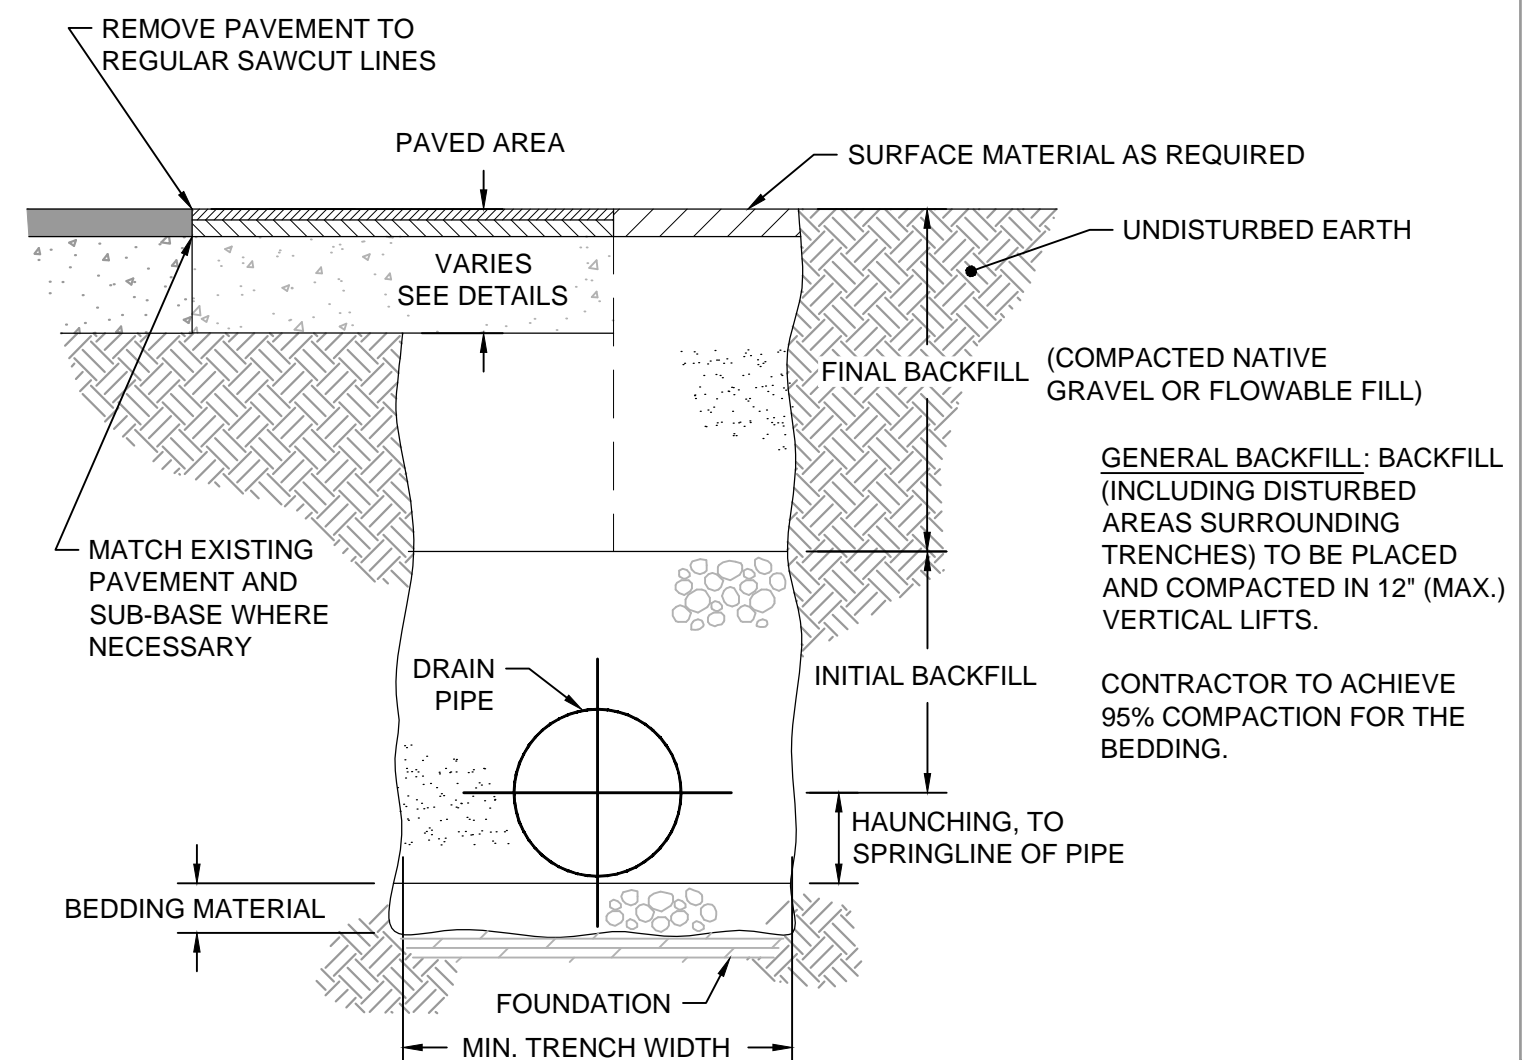 REMOVE PAVEMENT TO
REGULAR SAWCUT LINES
PAVED AREA
SURFACE MATERIAL AS REQUIRED
UNDISTURBED EARTH
VARIES
SEE DETAILS
FINAL BACKFILL
(COMPACTED NATIVE
GRAVEL OR FLOWABLE FILL)
GENERAL BACKFILL: BACKFILL
(INCLUDING DISTURBED
AREAS SURROUNDING
TRENCHES) TO BE PLACED
AND COMPACTED IN 12" (MAX.)
VERTICAL LIFTS.
MATCH EXISTING
PAVEMENT AND
SUB-BASE WHERE
NECESSARY
DRAIN
PIPE
INITIAL BACKFILL
CONTRACTOR TO ACHIEVE
95% COMPACTION FOR THE
BEDDING.
HAUNCHING, TO
SPRINGLINE OF PIPE
BEDDING MATERIAL
FOUNDATION
MIN. TRENCH WIDTH